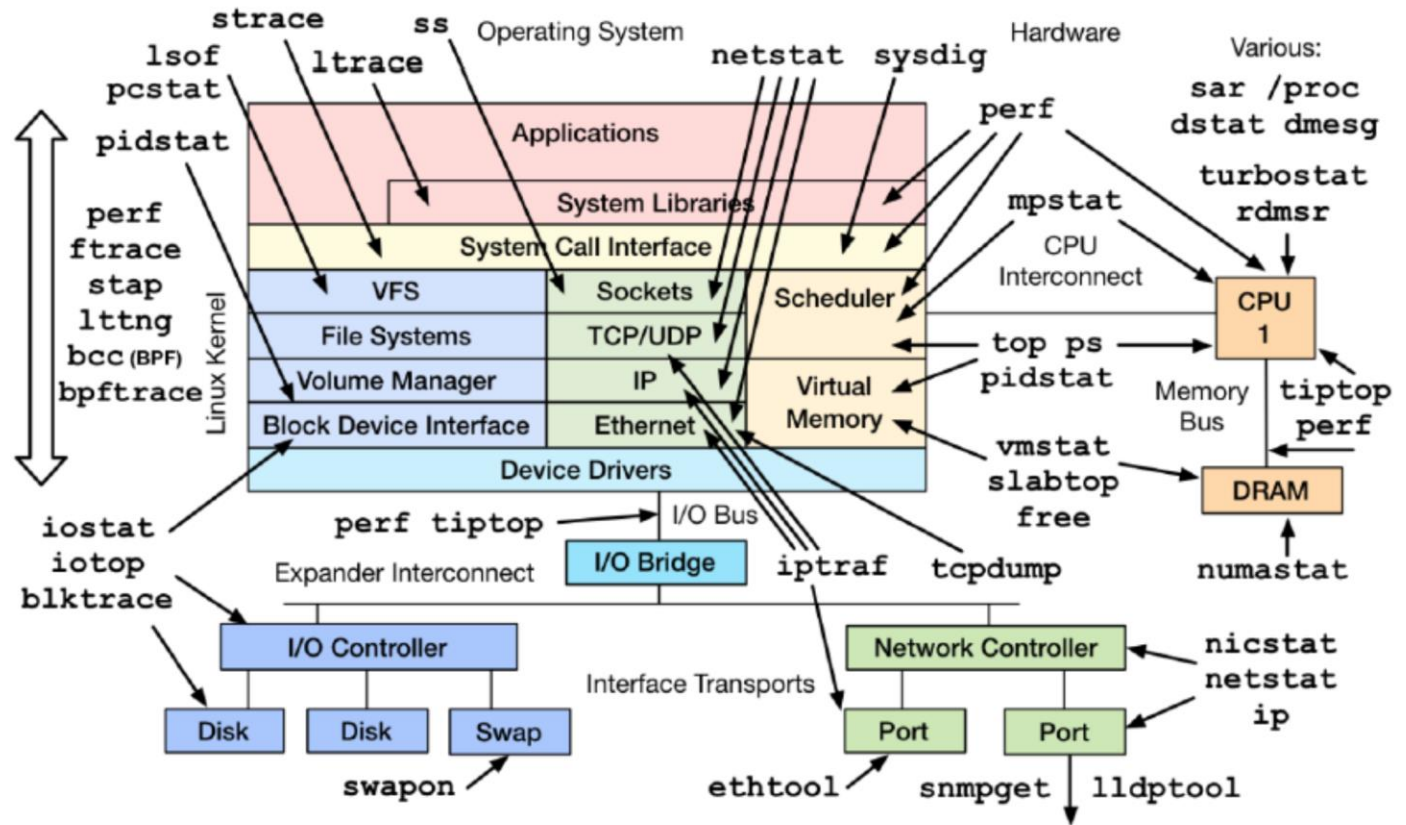 strace
ss
Operating System
Hardware
Various:
lsof
pcstat
ltrace
netstat
sysdig
sar /proc
dstat dmesg
perf
pidstat
Applications
turbostat
rdmsr
System Libraries
mpstat
perf
ftrace
stap
lttng
bcc (BPF)
bpftrace
Linux Kernel
System Call Interface
CPU
Interconnect
VFS
Sockets
Scheduler
CPU
1
File Systems
TCP/UDP
top ps
pidstat
Volume Manager
IP
Virtual
Memory
Memory
Bus
tiptop
perf
Block Device Interface
Ethernet
vmstat
slabtop
free
Device Drivers
DRAM
iostat
iotop
blktrace
perf tiptop
I/O Bus
I/O Bridge
iptraf
tcpdump
numastat
Expander Interconnect
I/O Controller
Network Controller
nicstat
netstat
ip
Interface Transports
Disk
Disk
Swap
Port
Port
swapon
ethtool
snmpget
lldptool